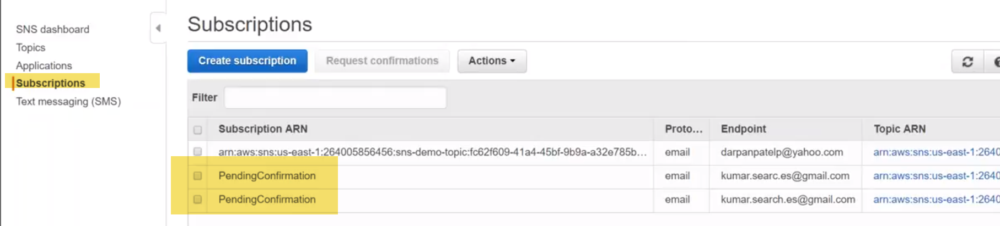 SNS dashboard
Topics
Applications
Subscriptions
Text messaging (SMS)
Subscriptions
Create subscription Request confirmations Actions
Filter
Subscription ARN Proto... Endpoint Topic ARN
arn:aws:sns:us-east-1:264005856456:sns-demo-topic:fc62f609-41a4-45bf-9b9a-a32e785b... email darpanpatelp@yahoo.com arn:aws:sns:us-east-1:2640
PendingConfirmation email kumar.searc.es@gmail.com arn:aws:sns:us-east-1:2640
PendingConfirmation email kumar.search.es@gmail.com arn:aws:sns:us-east-1:2640